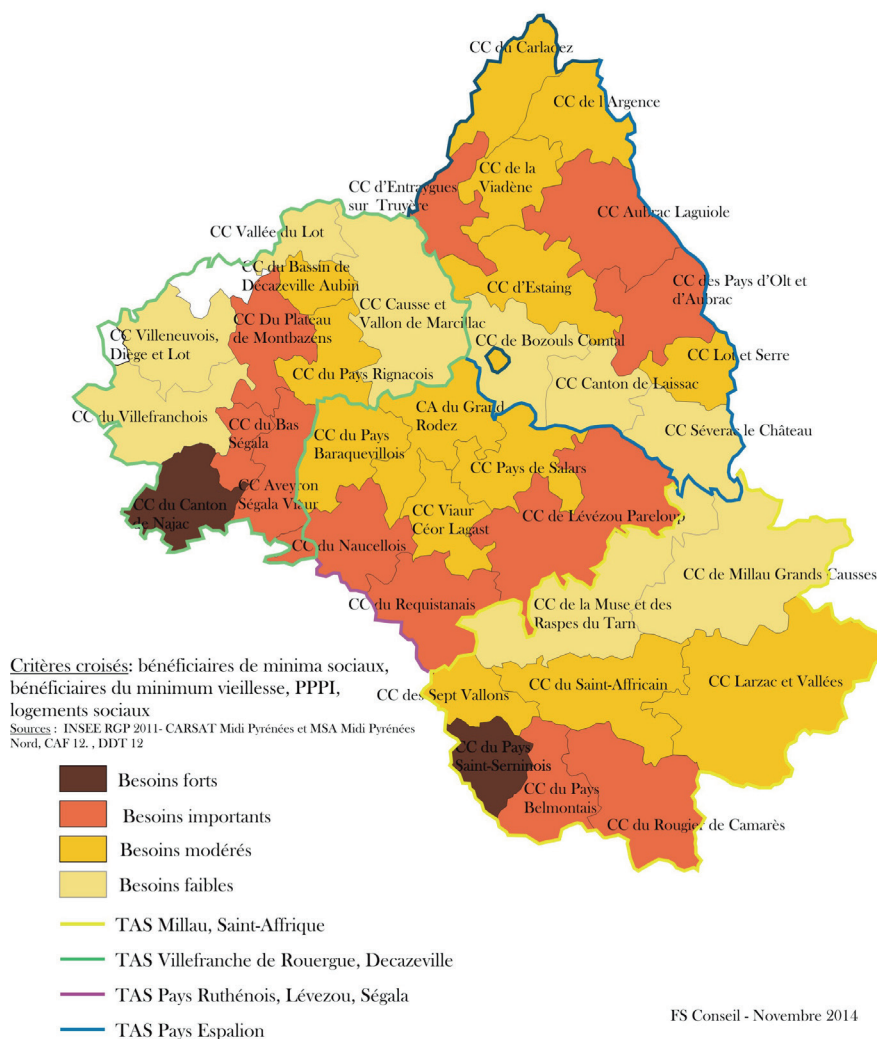 CC du Carladez
CC de l'Argence
CC de la
Viadène
CC d'Entraygues
sur Truyère
CC Aubrac Laguiole
CC Vallée du Lot
CC du Bassin de
Décazeville Aubin
CC des Pays d'Olt et
d'Aubrac
CC d'Estaing
CC Causse et
Vallon de Marcillac
CC Du Plateau
de Montbazens
CC Villeneuvois,
Diège et Lot
CC de Bozouls Comtal
CC Lot et Serre
CC du Pays Rignacois
CC Canton de Laissac
CC du Villefranchois
CA du Grand
Rodez
CC du Bas
Ségala
CC du Pays
Baraquevillois
CC Séverac le Château
CC Pays de Salars
CC Aveyron
Ségala Viaur
CC du Canton
de Najac
CC Viaur
Céor Lagast
CC de Lévézou Pareloup
CC du Naucellois
CC de Millau Grands Causses
CC du Requistanais
CC de la Muse et des
Raspes du Tarn
CC des Sept Vallons
CC du Saint-Affricain
CC Larzac et Vallées
CC du Pays
Saint-Serninois
CC du Pays
Belmontais
CC du Rougier de Camarès
Critères croisés: bénéficiaires de minima sociaux,
bénéficiaires du minimum vieillesse, PPPI,
logements sociaux
Sources : INSEE RGP 2011- CARSAT Midi Pyrénées et MSA Midi Pyrénées
Nord, CAF 12. , DDT 12
Besoins forts
Besoins importants
Besoins modérés
Besoins faibles
TAS Millau, Saint-Affrique
TAS Villefranche de Rouergue, Decazeville
TAS Pays Ruthénois, Lévezou, Ségala
TAS Pays Espalion
FS Conseil - Novembre 2014